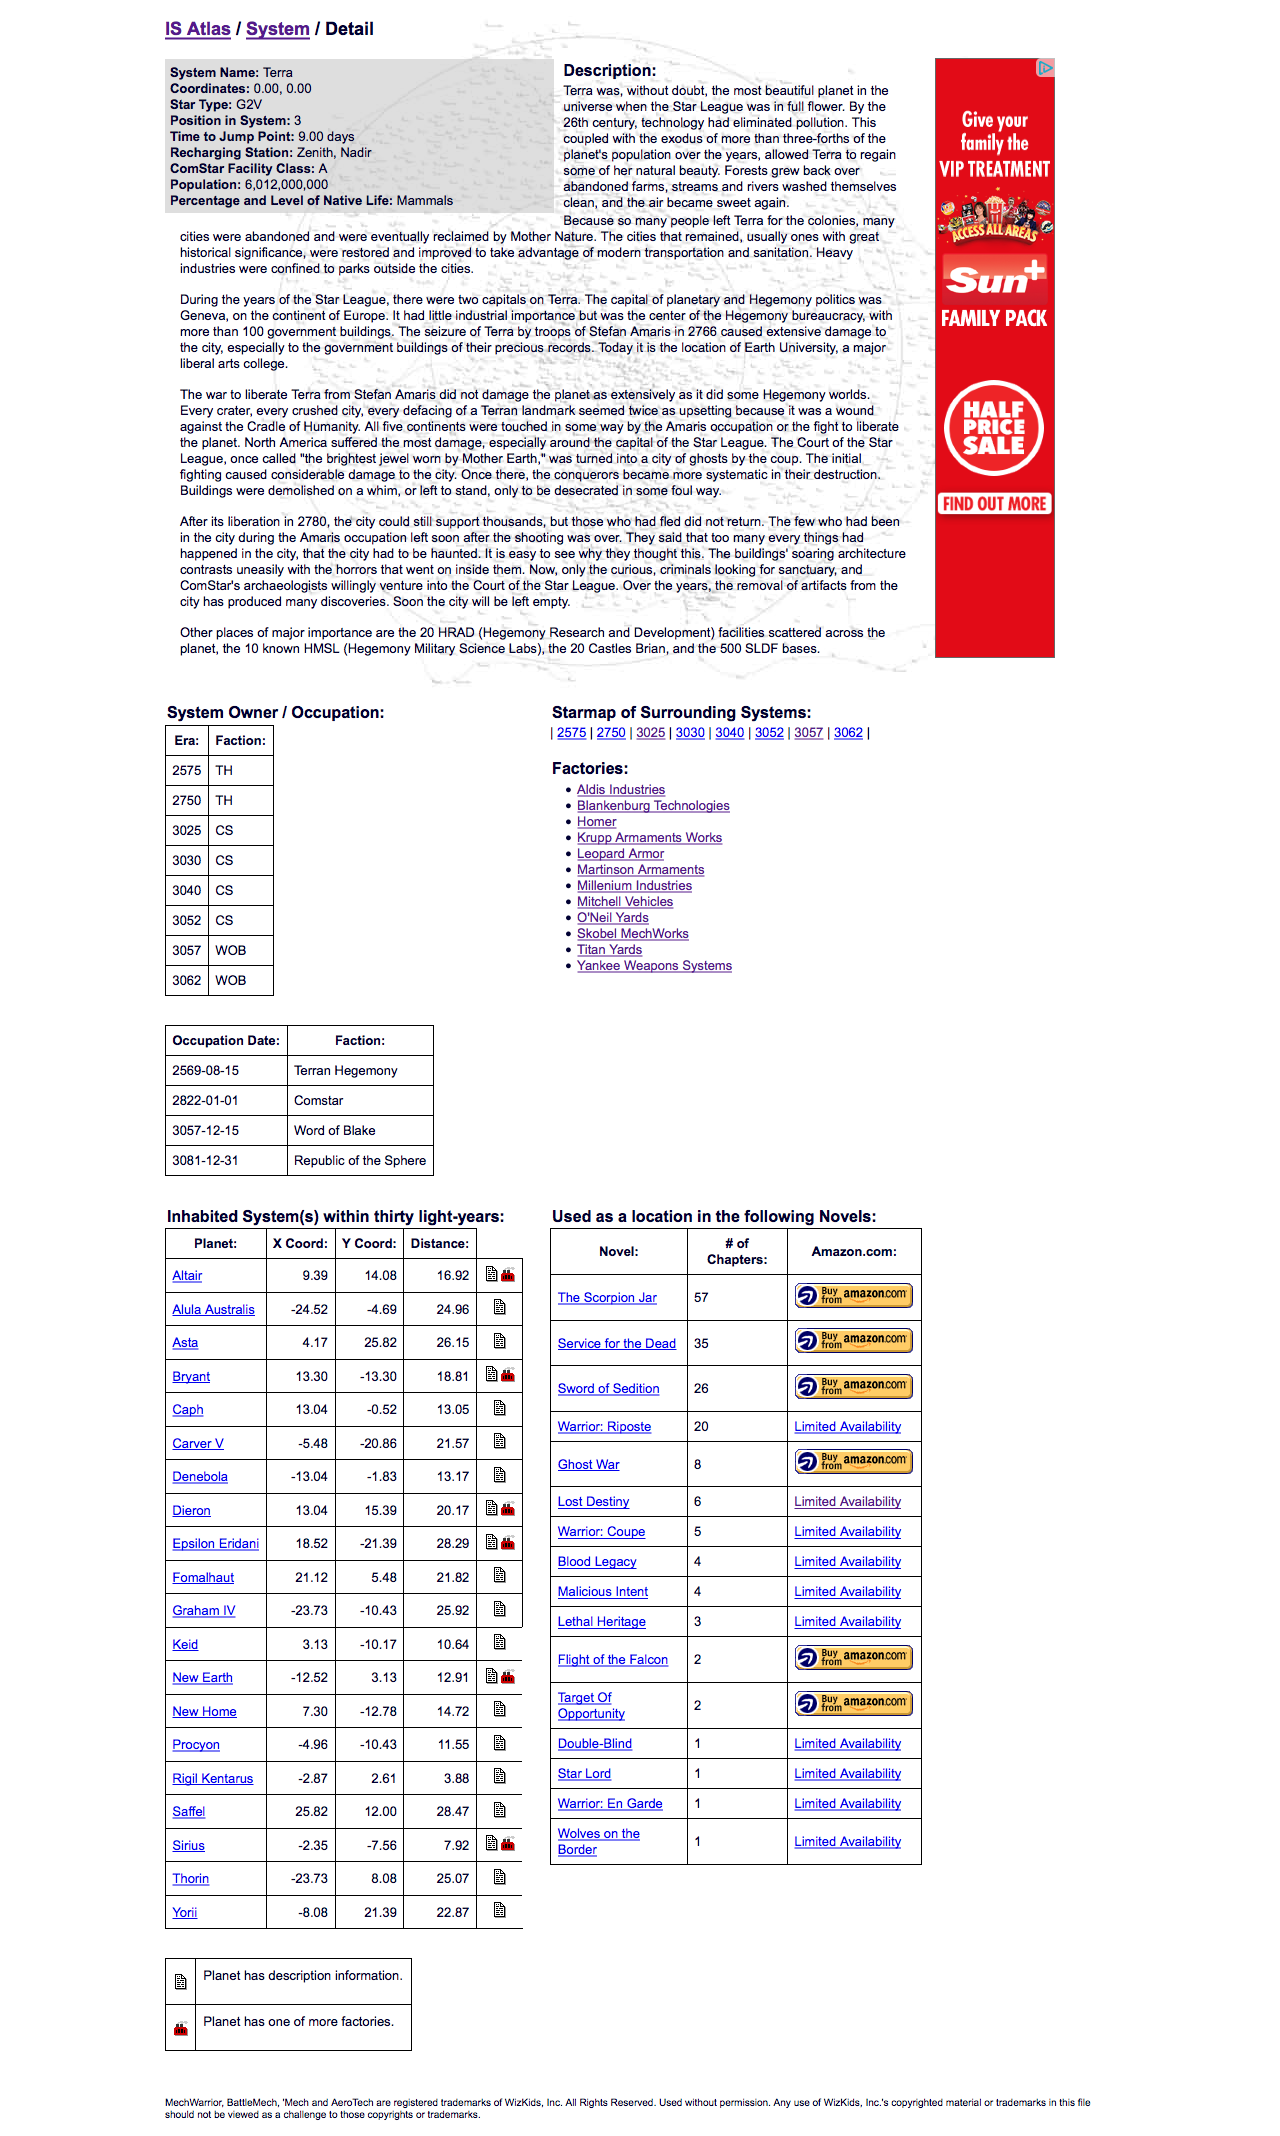 IS Atlas / System / Detail
System Name: Terra
Coordinates: 0.00, 0.00
Star Type: G2V
Position in System: 3
Time to Jump Point: 9.00 days
Recharging Station: Zenith, Nadir
ComStar Facility Class: A
Population: 6,012,000,000
Percentage and Level of Native Life: Mammals
Description:
Terra was, without doubt, the most beautiful planet in the
universe when the Star League was in full flower. By the
26th century, technology had eliminated pollution. This
coupled with the exodus of more than three-forths of the
planet's population over the years, allowed Terra to regain
some of her natural beauty. Forests grew back over
abandoned farms, streams and rivers washed themselves
clean, and the air became sweet again.
Because so many people left Terra for the colonies, many
cities were abandoned and were eventually reclaimed by Mother Nature. The cities that remained, usually ones with great
historical significance, were restored and improved to take advantage of modern transportation and sanitation. Heavy
industries were confined to parks outside the cities.
During the years of the Star League, there were two capitals on Terra. The capital of planetary and Hegemony politics was
Geneva, on the continent of Europe. It had little industrial importance but was the center of the Hegemony bureaucracy, with
more than 100 government buildings. The seizure of Terra by troops of Stefan Amaris in 2766 caused extensive damage to
the city, especially to the government buildings of their precious records. Today it is the location of Earth University, a major
liberal arts college.
The war to liberate Terra from Stefan Amaris did not damage the planet as extensively as it did some Hegemony worlds.
Every crater, every crushed city, every defacing of a Terran landmark seemed twice as upsetting because it was a wound
against the Cradle of Humanity. All five continents were touched in some way by the Amaris occupation or the fight to liberate
the planet. North America suffered the most damage, especially around the capital of the Star League. The Court of the Star
League, once called "the brightest jewel worn by Mother Earth," was turned into a city of ghosts by the coup. The initial
fighting caused considerable damage to the city. Once there, the conquerors became more systematic in their destruction.
Buildings were demolished on a whim, or left to stand, only to be desecrated in some foul way.
After its liberation in 2780, the city could still support thousands, but those who had fled did not return. The few who had been
in the city during the Amaris occupation left soon after the shooting was over. They said that too many every things had
happened in the city, that the city had to be haunted. It is easy to see why they thought this. The buildings' soaring architecture
contrasts uneasily with the horrors that went on inside them. Now, only the curious, criminals looking for sanctuary, and
ComStar's archaeologists willingly venture into the Court of the Star League. Over the years, the removal of artifacts from the
city has produced many discoveries. Soon the city will be left empty.
Other places of major importance are the 20 HRAD (Hegemony Research and Development) facilities scattered across the
planet, the 10 known HMSL (Hegemony Military Science Labs), the 20 Castles Brian, and the 500 SLDF bases.
Give your
family the
VIP TREATMENT
ACCESS ALL AREAS
Sun+
FAMILY PACK
HALF
PRICE
SALE
FIND OUT MORE
System Owner / Occupation:
Era: Faction:
2575 TH
2750 TH
3025 CS
3030 CS
3040 CS
3052 CS
3057 WOB
3062 WOB
Starmap of Surrounding Systems:
| 2575 | 2750 | 3025 | 3030 | 3040 | 3052 | 3057 | 3062 |
Factories:
Aldis Industries
Blankenburg Technologies
Homer
Krupp Armaments Works
Leopard Armor
Martinson Armaments
Millenium Industries
Mitchell Vehicles
O'Neil Yards
Skobel MechWorks
Titan Yards
Yankee Weapons Systems
Occupation Date: Faction:
2569-08-15 Terran Hegemony
2822-01-01 Comstar
3057-12-15 Word of Blake
3081-12-31 Republic of the Sphere
Inhabited System(s) within thirty light-years:
Planet: X Coord: Y Coord: Distance:
Altair 9.39 14.08 16.92
Alula Australis -24.52 -4.69 24.96
Asta 4.17 25.82 26.15
Bryant 13.30 -13.30 18.81
Caph 13.04 -0.52 13.05
Carver V -5.48 -20.86 21.57
Denebola -13.04 -1.83 13.17
Dieron 13.04 15.39 20.17
Epsilon Eridani 18.52 -21.39 28.29
Fomalhaut 21.12 5.48 21.82
Graham IV -23.73 -10.43 25.92
Keid 3.13 -10.17 10.64
New Earth -12.52 3.13 12.91
New Home 7.30 -12.78 14.72
Procyon -4.96 -10.43 11.55
Rigil Kentarus -2.87 2.61 3.88
Saffel 25.82 12.00 28.47
Sirius -2.35 -7.56 7.92
Thorin -23.73 8.08 25.07
Yorii -8.08 21.39 22.87
Used as a location in the following Novels:
Novel: # of Chapters: Amazon.com:
The Scorpion Jar 57 Buy from amazon.com
Service for the Dead 35 Buy from amazon.com
Sword of Sedition 26 Buy from amazon.com
Warrior: Riposte 20 Limited Availability
Ghost War 8 Buy from amazon.com
Lost Destiny 6 Limited Availability
Warrior: Coupe 5 Limited Availability
Blood Legacy 4 Limited Availability
Malicious Intent 4 Limited Availability
Lethal Heritage 3 Limited Availability
Flight of the Falcon 2 Buy from amazon.com
Target Of Opportunity 2 Buy from amazon.com
Double-Blind 1 Limited Availability
Star Lord 1 Limited Availability
Warrior: En Garde 1 Limited Availability
Wolves on the Border 1 Limited Availability
Planet has description information.
Planet has one of more factories.
MechWarrior, BattleMech, 'Mech and AeroTech are registered trademarks of WizKids, Inc. All Rights Reserved. Used without permission. Any use of WizKids, Inc.'s copyrighted material or trademarks in this file
should not be viewed as a challenge to those copyrights or trademarks.